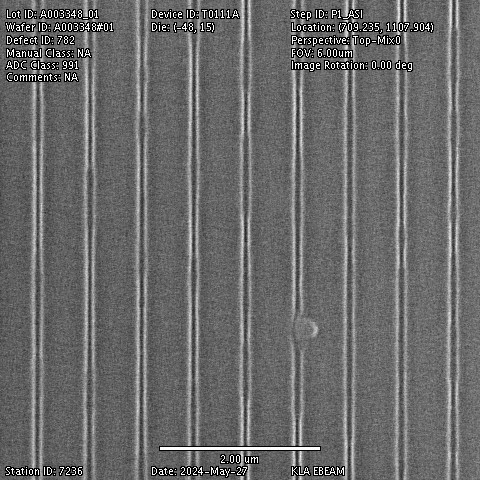 Lot ID: A003348_01 Device ID: T0111A Step ID: P1_ASI
Wafer ID: A003348#01 Die: (-48, 15) Location: (709.235, 1107.904)
Defect ID: 782 Perspective: Top-Mix0
Manual Class: NA FOV: 6.00um
ADC Class: 991 Image Rotation: 0.00 deg
Comments: NA
2.00 um
Station ID: 7236 Date: 2024-May-27 KLA EBEAM